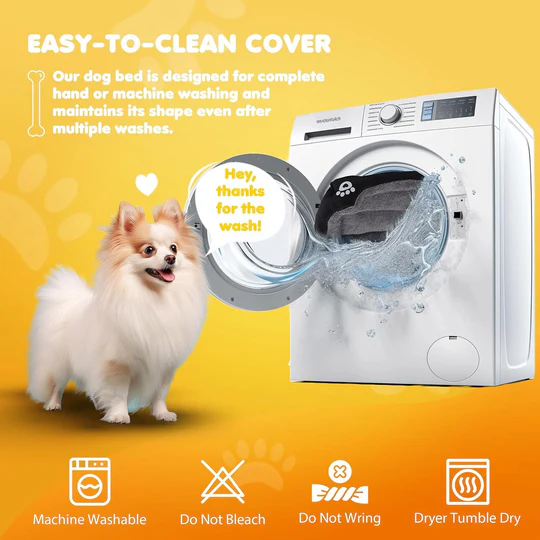 EASY-TO-CLEAN COVER
Our dog bed is designed for complete
hand or machine washing and
maintains its shape even after
multiple washes.
Hey,
thanks
for the
wash!
Machine Washable
Do Not Bleach
Do Not Wring
Dryer Tumble Dry